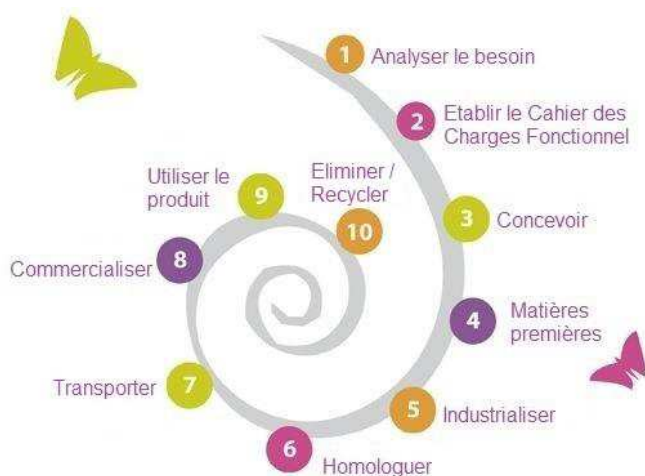 1 Analyser le besoin
2 Etablir le Cahier des
Charges Fonctionnel
3 Concevoir
4 Matières
premières
5 Industrialiser
6 Homologuer
7 Transporter
8 Commercialiser
9 Utiliser le
produit
10 Eliminer /
Recycler